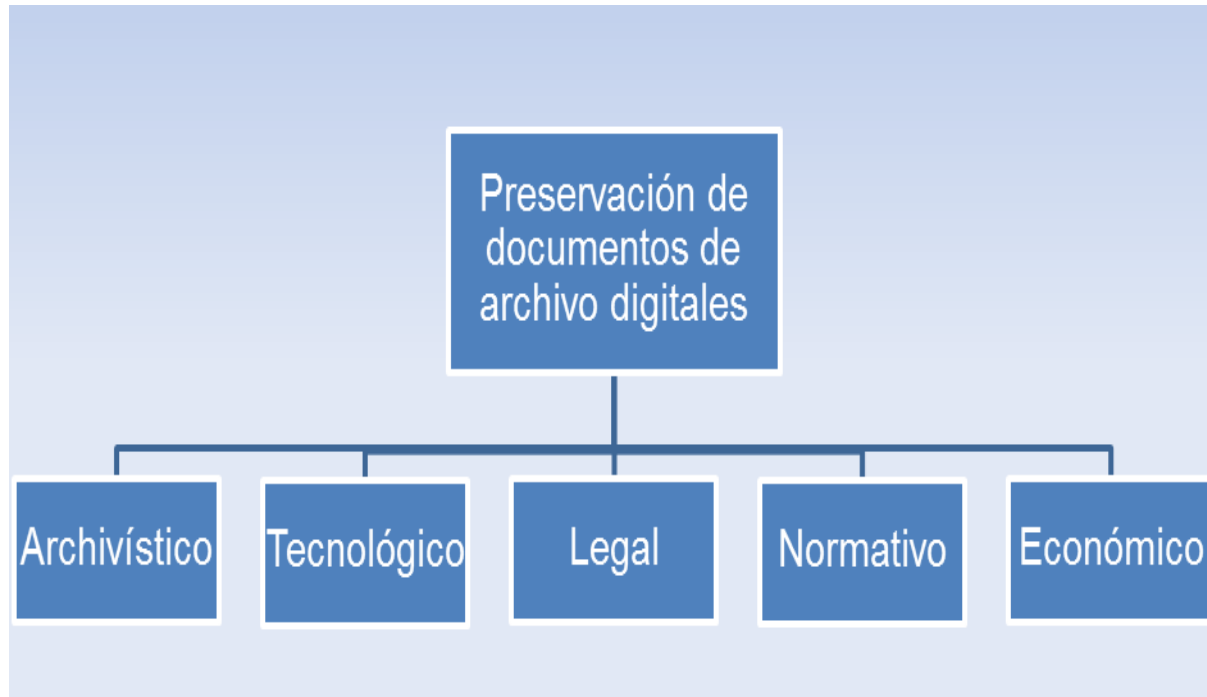 Preservación de
documentos de
archivo digitales
Archivístico
Tecnológico
Legal
Normativo
Económico